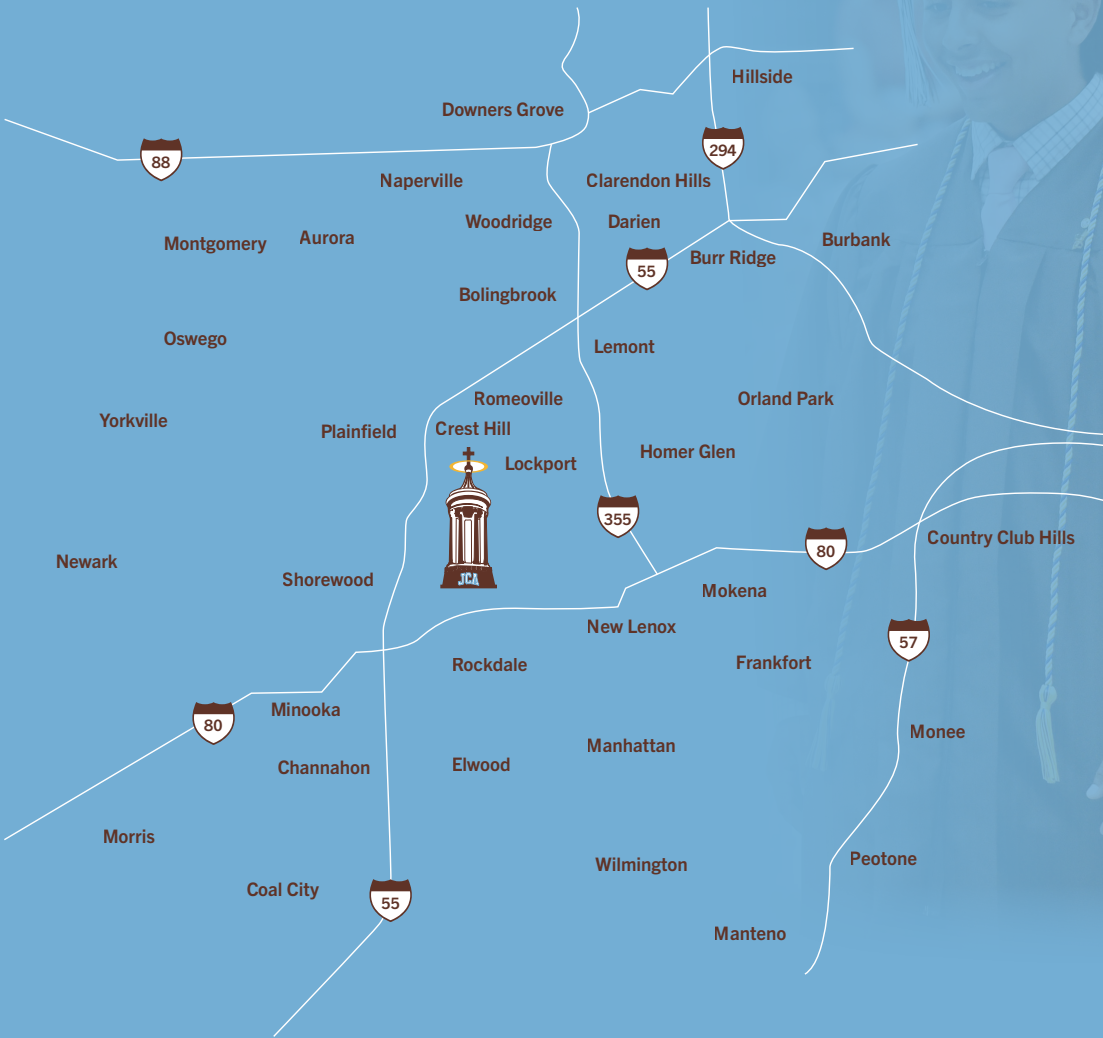 Hillside
Downers Grove
294
88
Naperville
Clarendon Hills
Woodridge
Darien
Montgomery
Aurora
Burbank
Burr Ridge
55
Bolingbrook
Oswego
Lemont
Romeoville
Orland Park
Yorkville
Plainfield
Crest Hill
Homer Glen
Lockport
355
Country Club Hills
80
Newark
Shorewood
JCA
Mokena
New Lenox
57
Rockdale
Frankfort
Minooka
80
Monee
Manhattan
Channahon
Elwood
Morris
Peotone
Wilmington
Coal City
55
Manteno